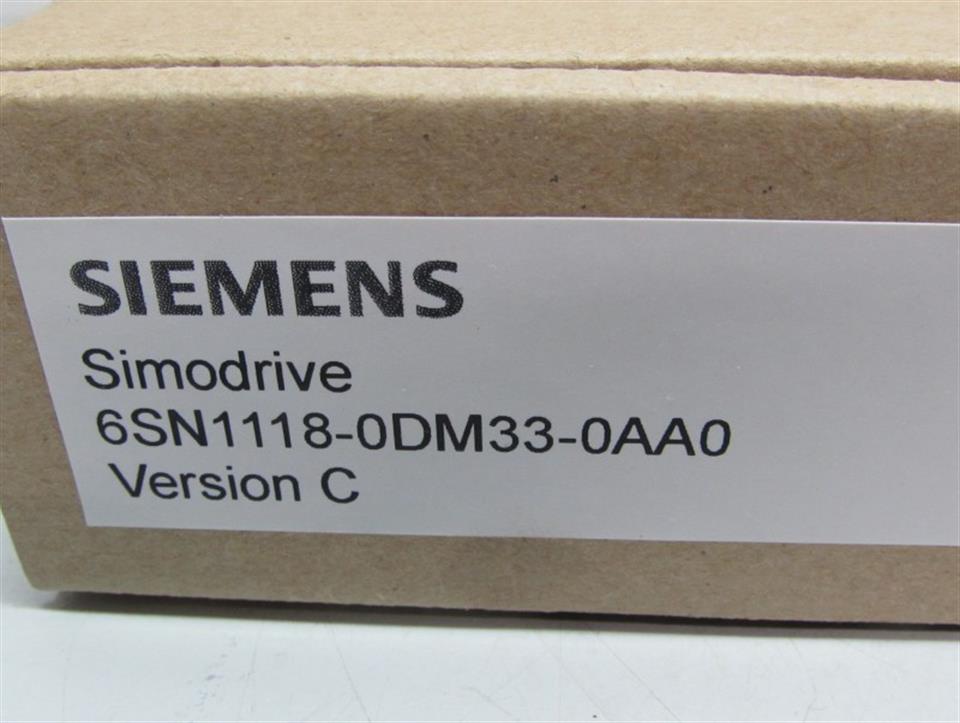 SIEMENS
Simodrive
6SN1118-0DM33-0AA0
Version C